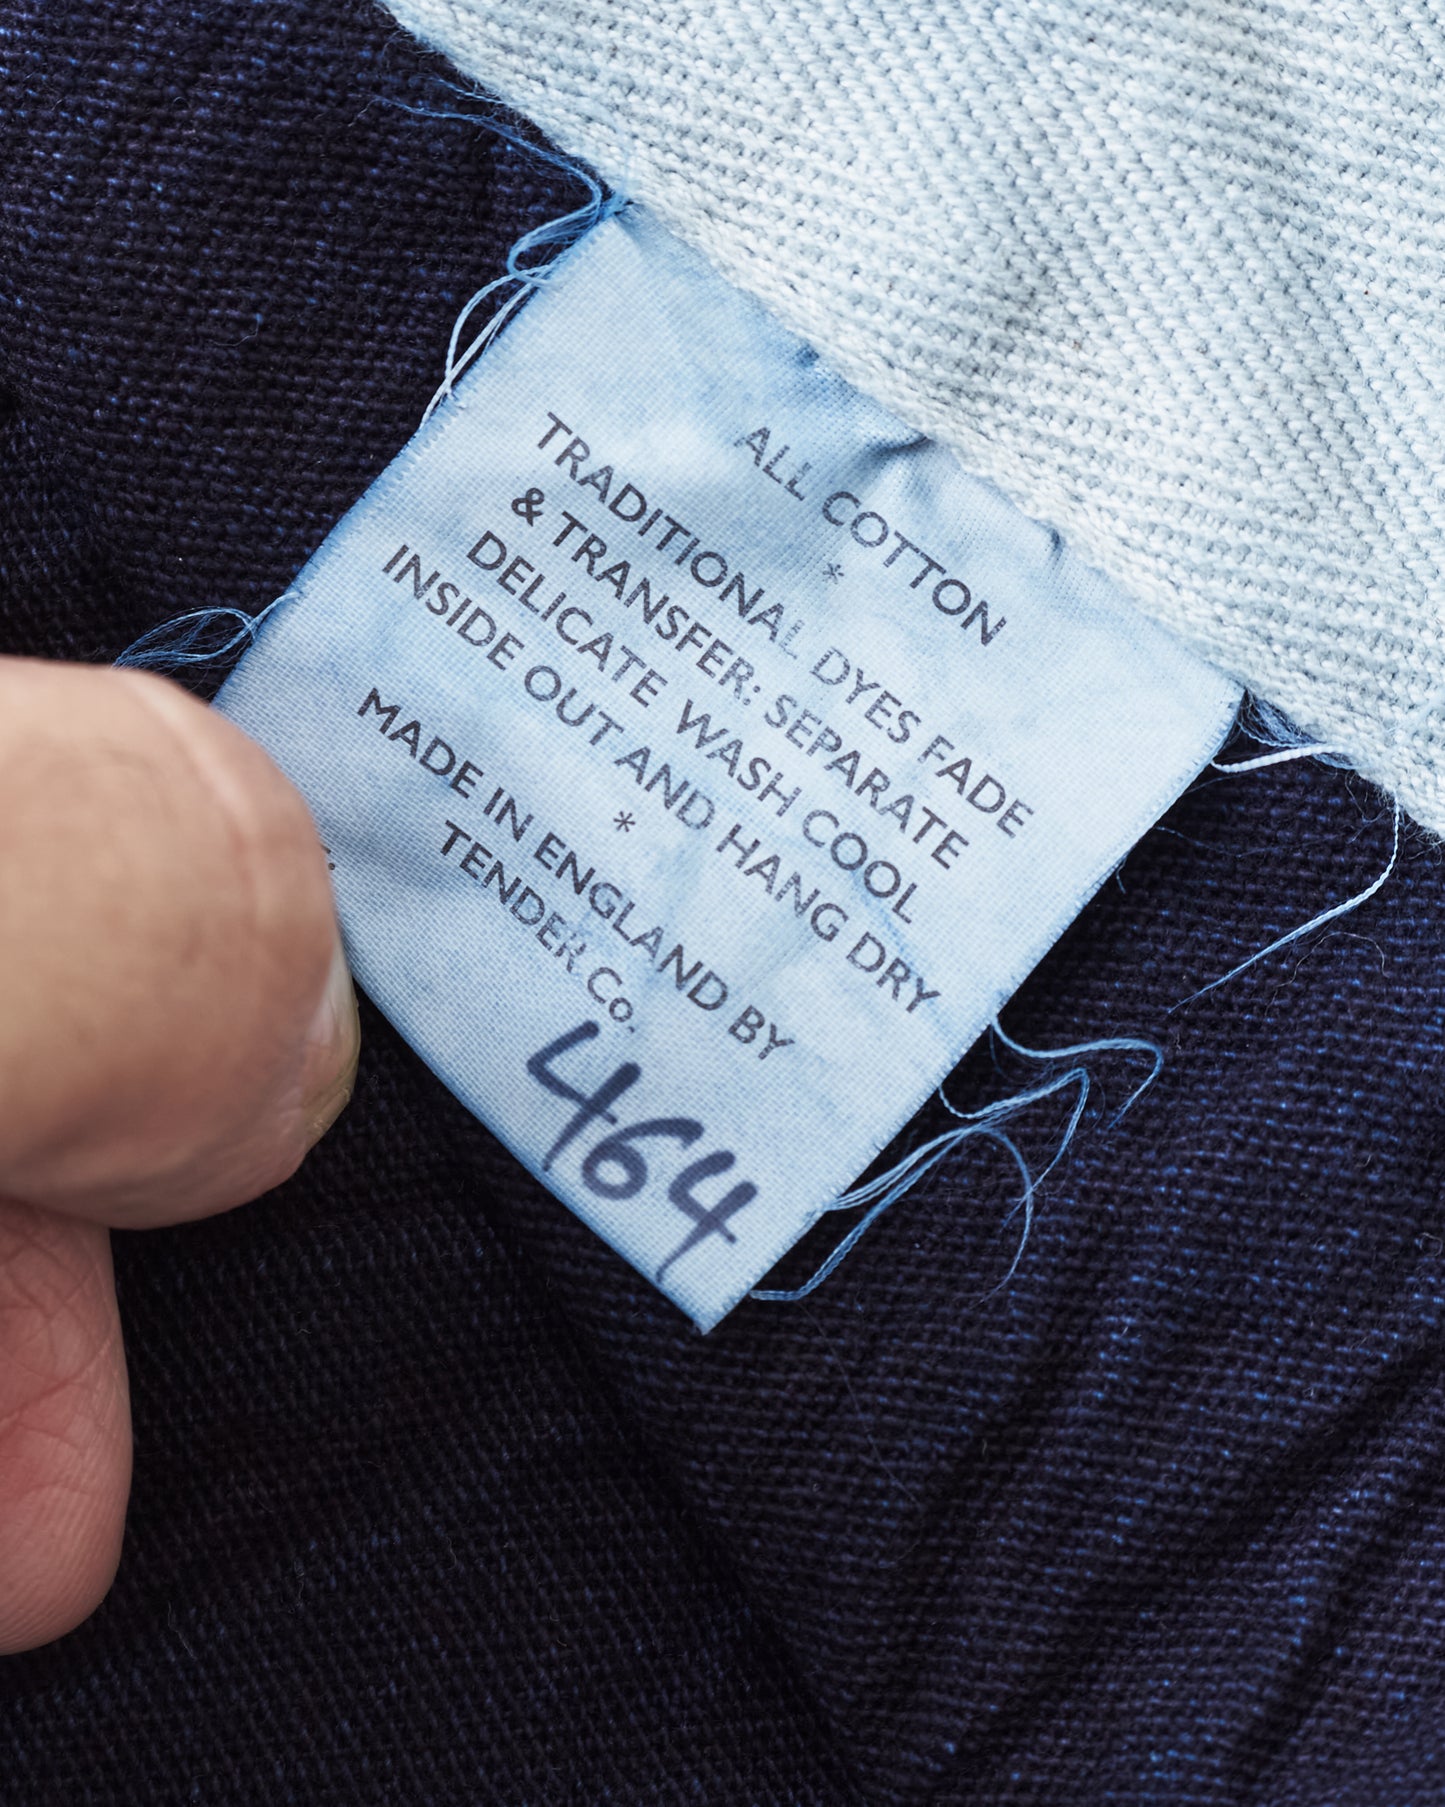 ALL COTTON
*
TRADITIONAL DYES FADE
& TRANSFER: SEPARATE
DELICATE WASH COOL
INSIDE OUT AND HANG DRY
*
MADE IN ENGLAND BY
TENDER Co.
464